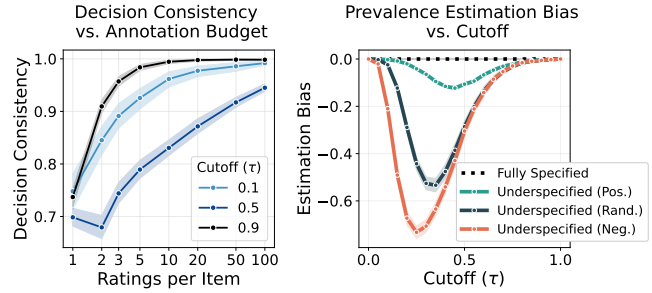 Decision Consistency
vs. Annotation Budget
Decision Consistency
1.0
0.9
0.8
0.7
1 2 3 5 10 20 50 100
Ratings per Item
Cutoff (τ)
0.1
0.5
0.9
Prevalence Estimation Bias
vs. Cutoff
Estimation Bias
0.0
−0.2
−0.4
−0.6
0.0 0.5 1.0
Cutoff (τ)
Fully Specified
Underspecified (Pos.)
Underspecified (Rand.)
Underspecified (Neg.)